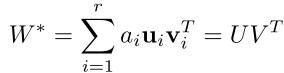 W^* = \sum_{i=1}^{r} a_i \mathbf{u}_i \mathbf{v}_i^T = UV^T